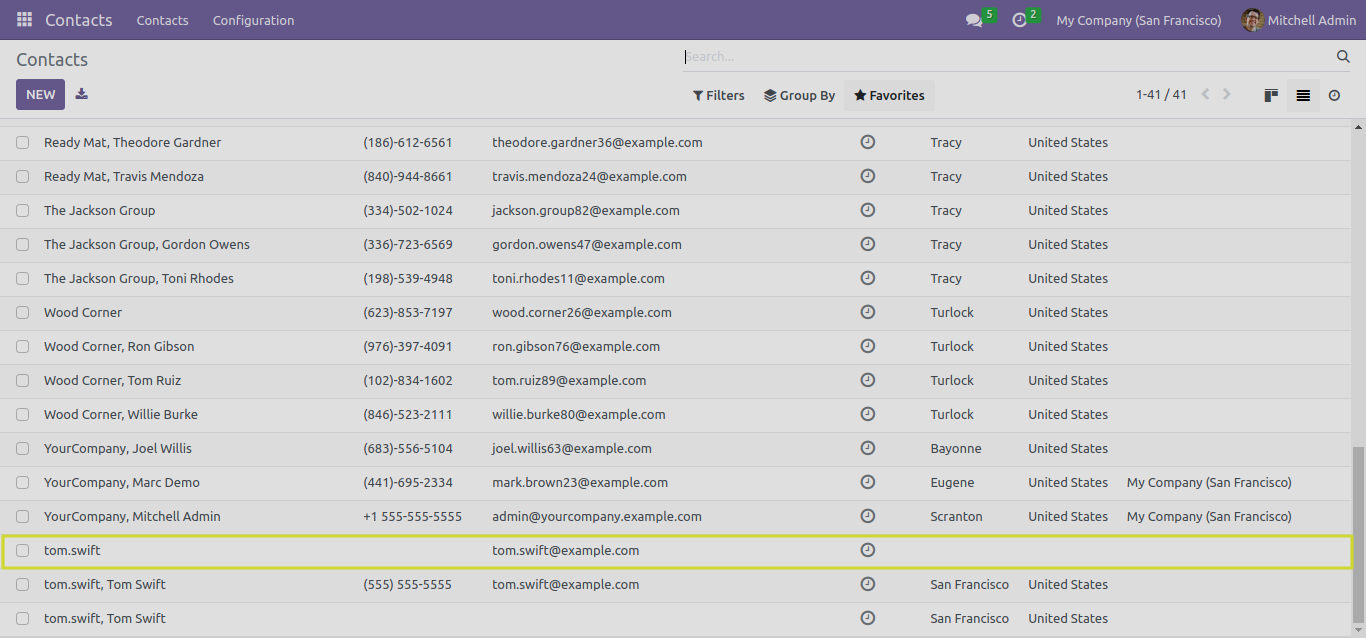 Contacts Contacts Configuration 5 2 My Company (San Francisco) Mitchell Admin
Contacts Search...
NEW Filters Group By Favorites 1-41 / 41
Ready Mat, Theodore Gardner (186)-612-6561 theodore.gardner36@example.com Tracy United States
Ready Mat, Travis Mendoza (840)-944-8661 travis.mendoza24@example.com Tracy United States
The Jackson Group (334)-502-1024 jackson.group82@example.com Tracy United States
The Jackson Group, Gordon Owens (336)-723-6569 gordon.owens47@example.com Tracy United States
The Jackson Group, Toni Rhodes (198)-539-4948 toni.rhodes11@example.com Tracy United States
Wood Corner (623)-853-7197 wood.corner26@example.com Turlock United States
Wood Corner, Ron Gibson (976)-397-4091 ron.gibson76@example.com Turlock United States
Wood Corner, Tom Ruiz (102)-834-1602 tom.ruiz89@example.com Turlock United States
Wood Corner, Willie Burke (846)-523-2111 willie.burke80@example.com Turlock United States
YourCompany, Joel Willis (683)-556-5104 joel.willis63@example.com Bayonne United States
YourCompany, Marc Demo (441)-695-2334 mark.brown23@example.com Eugene United States My Company (San Francisco)
YourCompany, Mitchell Admin +1 555-555-5555 admin@yourcompany.example.com Scranton United States My Company (San Francisco)
tom.swift tom.swift@example.com
tom.swift, Tom Swift (555) 555-5555 tom.swift@example.com San Francisco United States
tom.swift, Tom Swift San Francisco United States